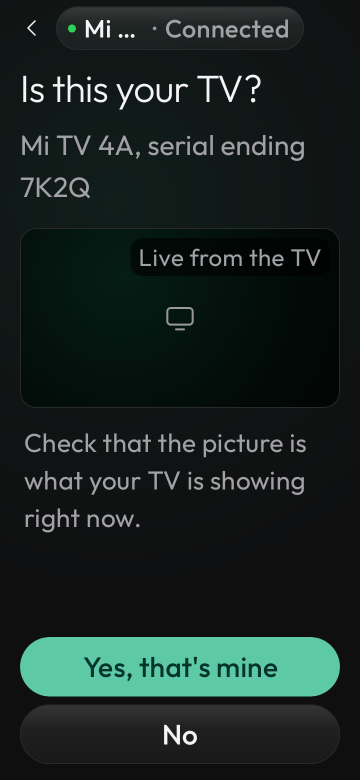 Mi ... · Connected
Is this your TV?
Mi TV 4A, serial ending
7K2Q
Live from the TV
Check that the picture is
what your TV is showing
right now.
Yes, that's mine
No